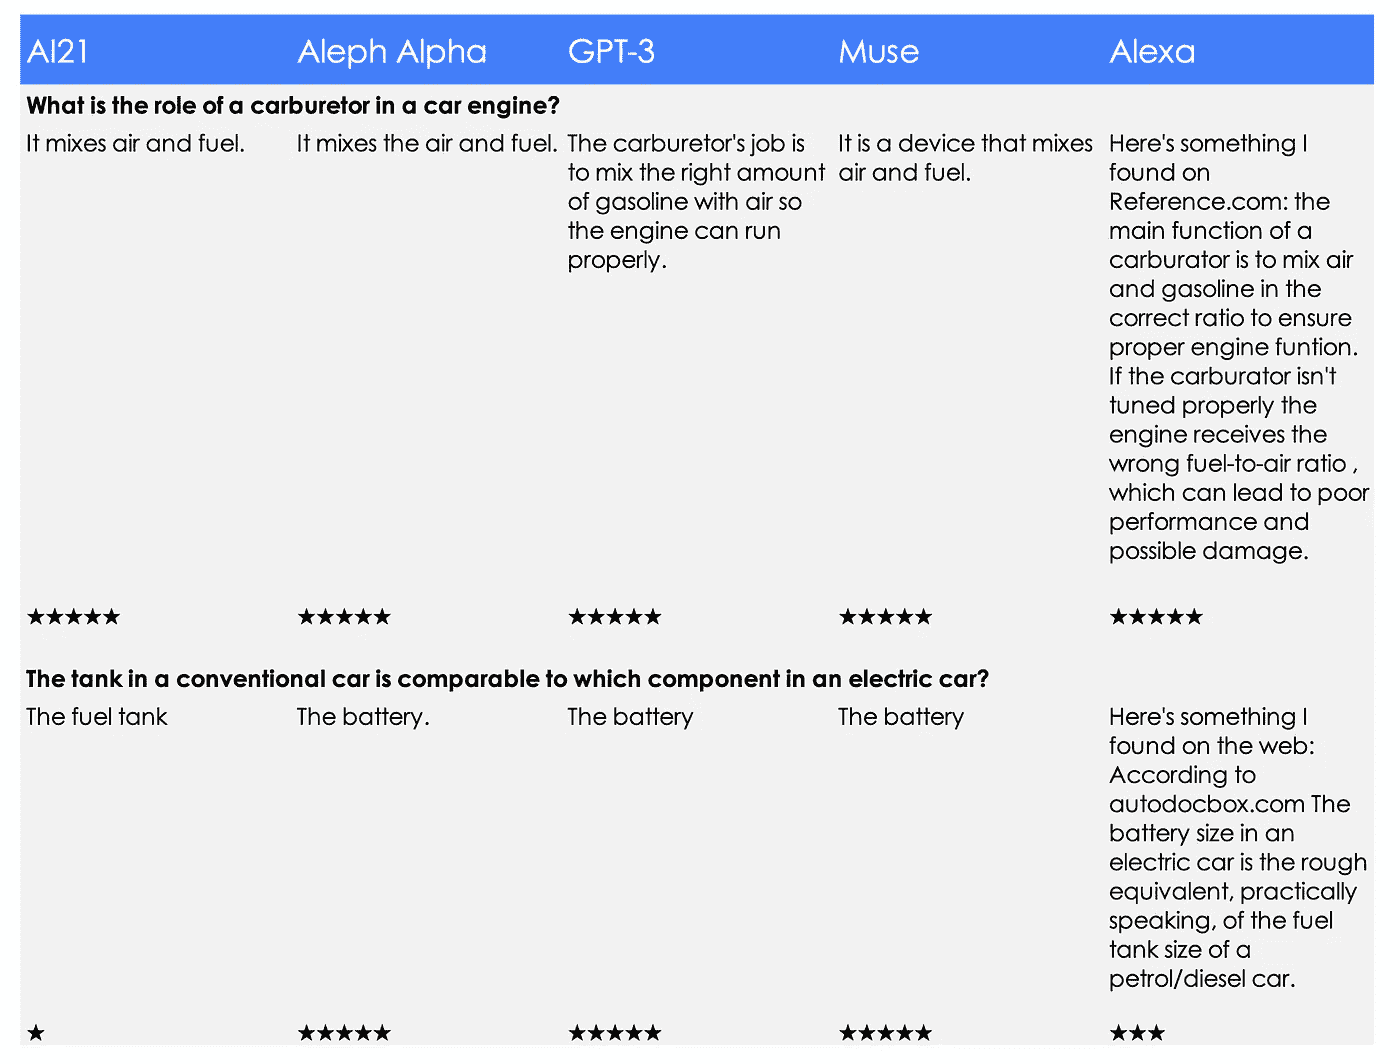 AI21
Aleph Alpha
GPT-3
Muse
Alexa
What is the role of a carburetor in a car engine?
It mixes air and fuel.
It mixes the air and fuel.
The carburetor's job is
to mix the right amount
of gasoline with air so
the engine can run
properly.
It is a device that mixes
air and fuel.
Here's something I
found on
Reference.com: the
main function of a
carburator is to mix air
and gasoline in the
correct ratio to ensure
proper engine funtion.
If the carburator isn't
tuned properly the
engine receives the
wrong fuel-to-air ratio ,
which can lead to poor
performance and
possible damage.
★★★★★
★★★★★
★★★★★
★★★★★
★★★★★
The tank in a conventional car is comparable to which component in an electric car?
The fuel tank
The battery.
The battery
The battery
Here's something I
found on the web:
According to
autodocbox.com The
battery size in an
electric car is the rough
equivalent, practically
speaking, of the fuel
tank size of a
petrol/diesel car.
★
★★★★★
★★★★★
★★★★★
★★★